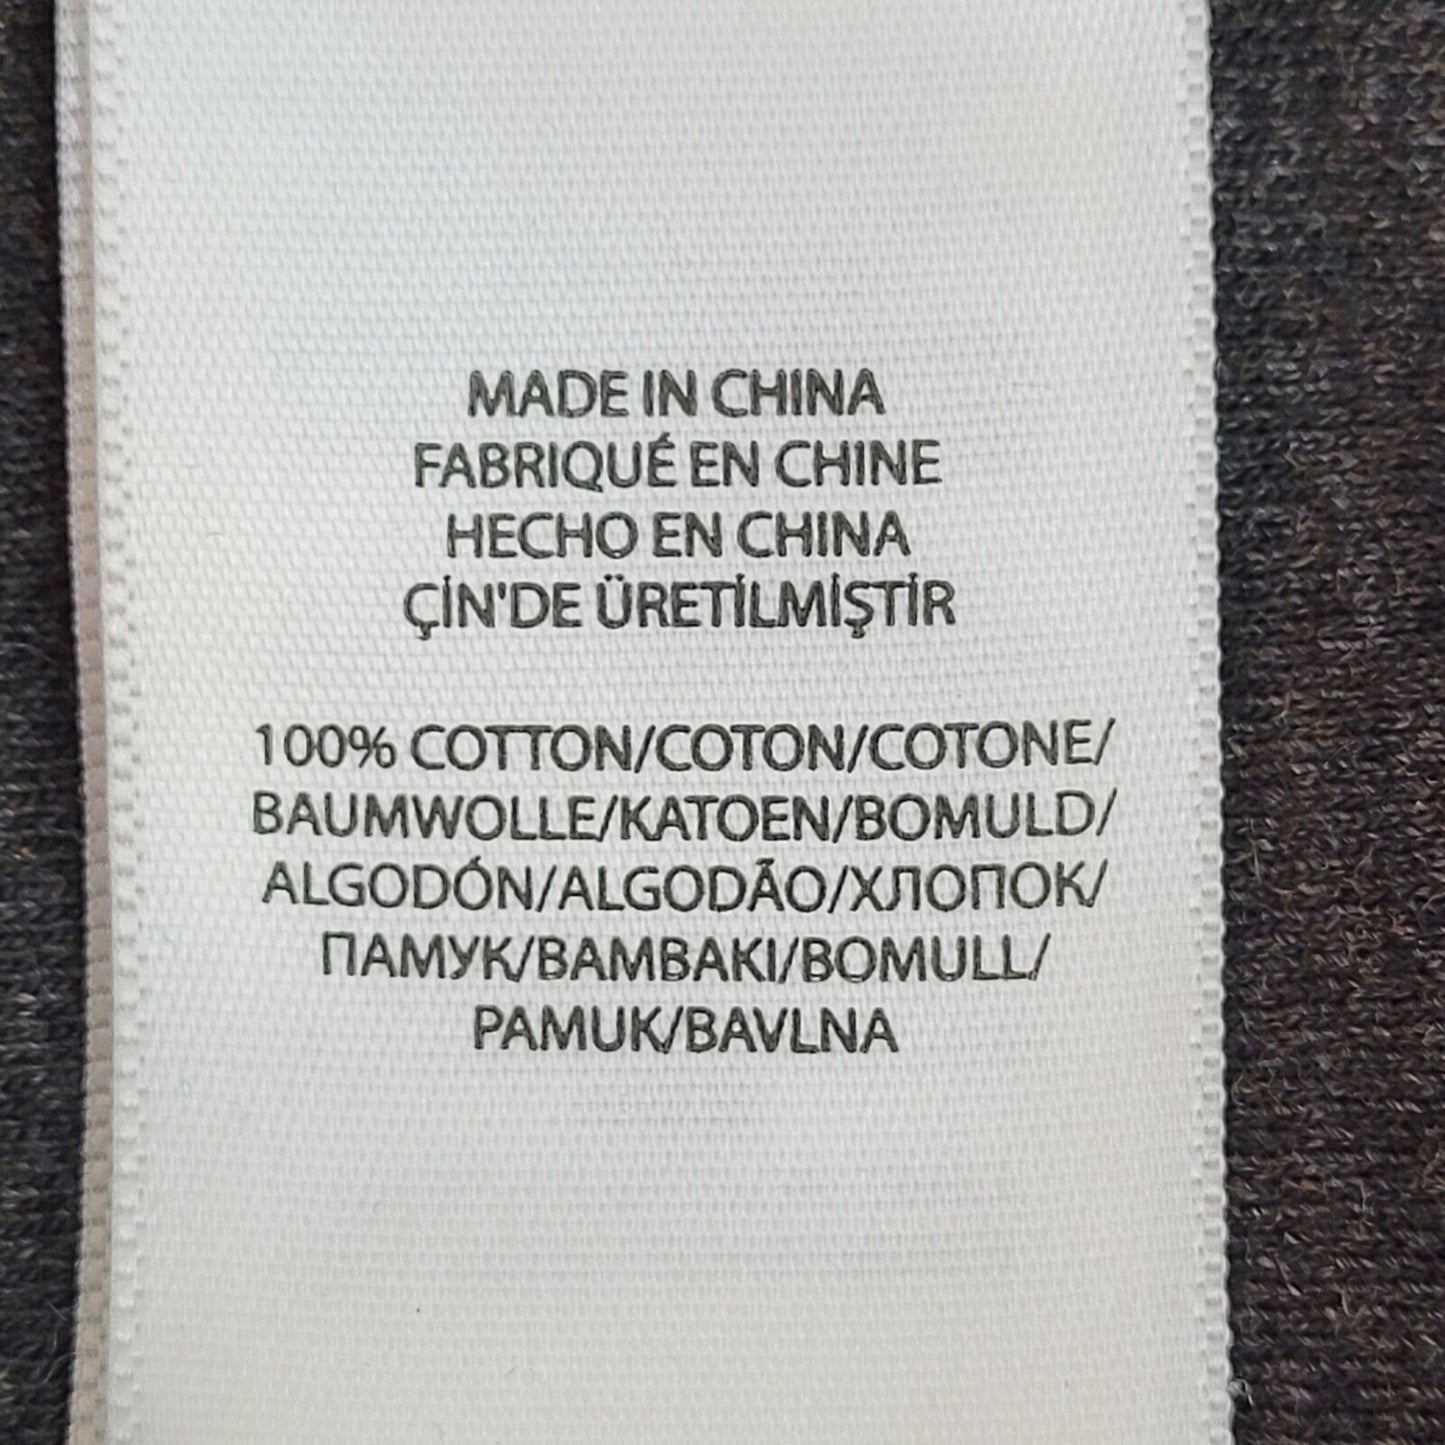 MADE IN CHINA
FABRIQUÉ EN CHINE
HECHO EN CHINA
ÇİN'DE ÜRETİLMİŞTİR
100% COTTON/COTON/COTONE/
BAUMWOLLE/KATOEN/BOMULD/
ALGODÓN/ALGODÃO/ХЛОПОК/
ПАМУК/BAMBAKI/BOMULL/
PAMUK/BAVLNA